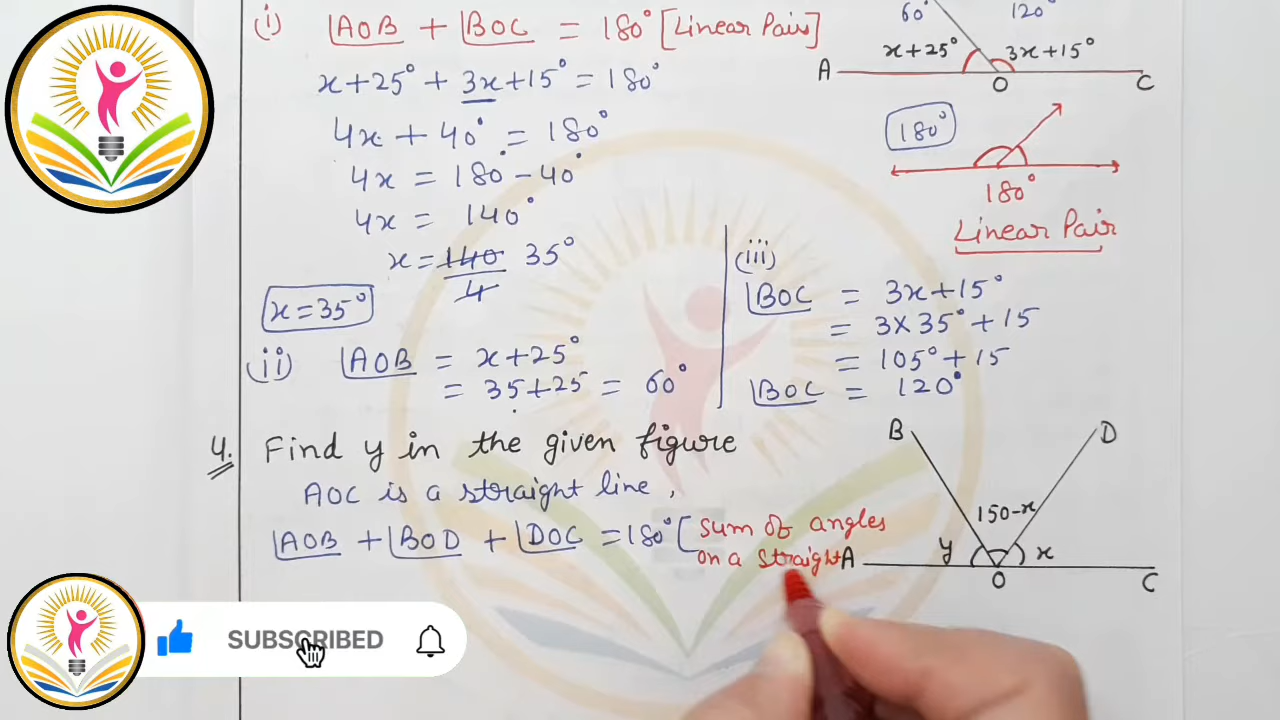 (i) ∠AOB + ∠BOC = 180° [Linear Pair]
x+25° + 3x+15° = 180°
4x + 40° = 180°
4x = 180° - 40°
4x = 140°
x = 140/4 35°
x = 35°
(ii) ∠AOB = x+25°
= 35+25 = 60°
60° 120°
x+25° 3x+15°
A O C
180°
180°
Linear Pair
(iii)
∠BOC = 3x+15°
= 3×35°+15
= 105°+15
∠BOC = 120°
4. Find y in the given figure
AOC is a straight line,
∠AOB + ∠BOD + ∠DOC = 180° [sum of angles
on a straight
B D
150-x
y x
A O C
SUBSCRIBED